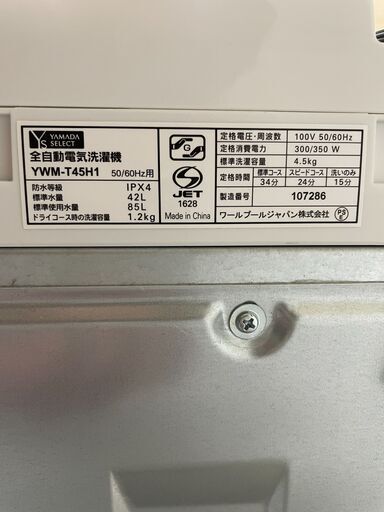 YS YAMADA SELECT
全自動電気洗濯機
YWM-T45H1 50/60Hz用
防水等級 IPX4
標準水量 42L
標準使用水量 85L
ドライコース時の洗濯容量 1.2kg
G
S
JET
1628
Made in China
定格電圧・周波数 100V 50/60Hz
定格消費電力 300/350 W
標準洗濯容量 4.5kg
定格時間 標準コース スピードコース 洗いのみ
34分 24分 15分
製造番号 107286
ワールプールジャパン株式会社
PS
E